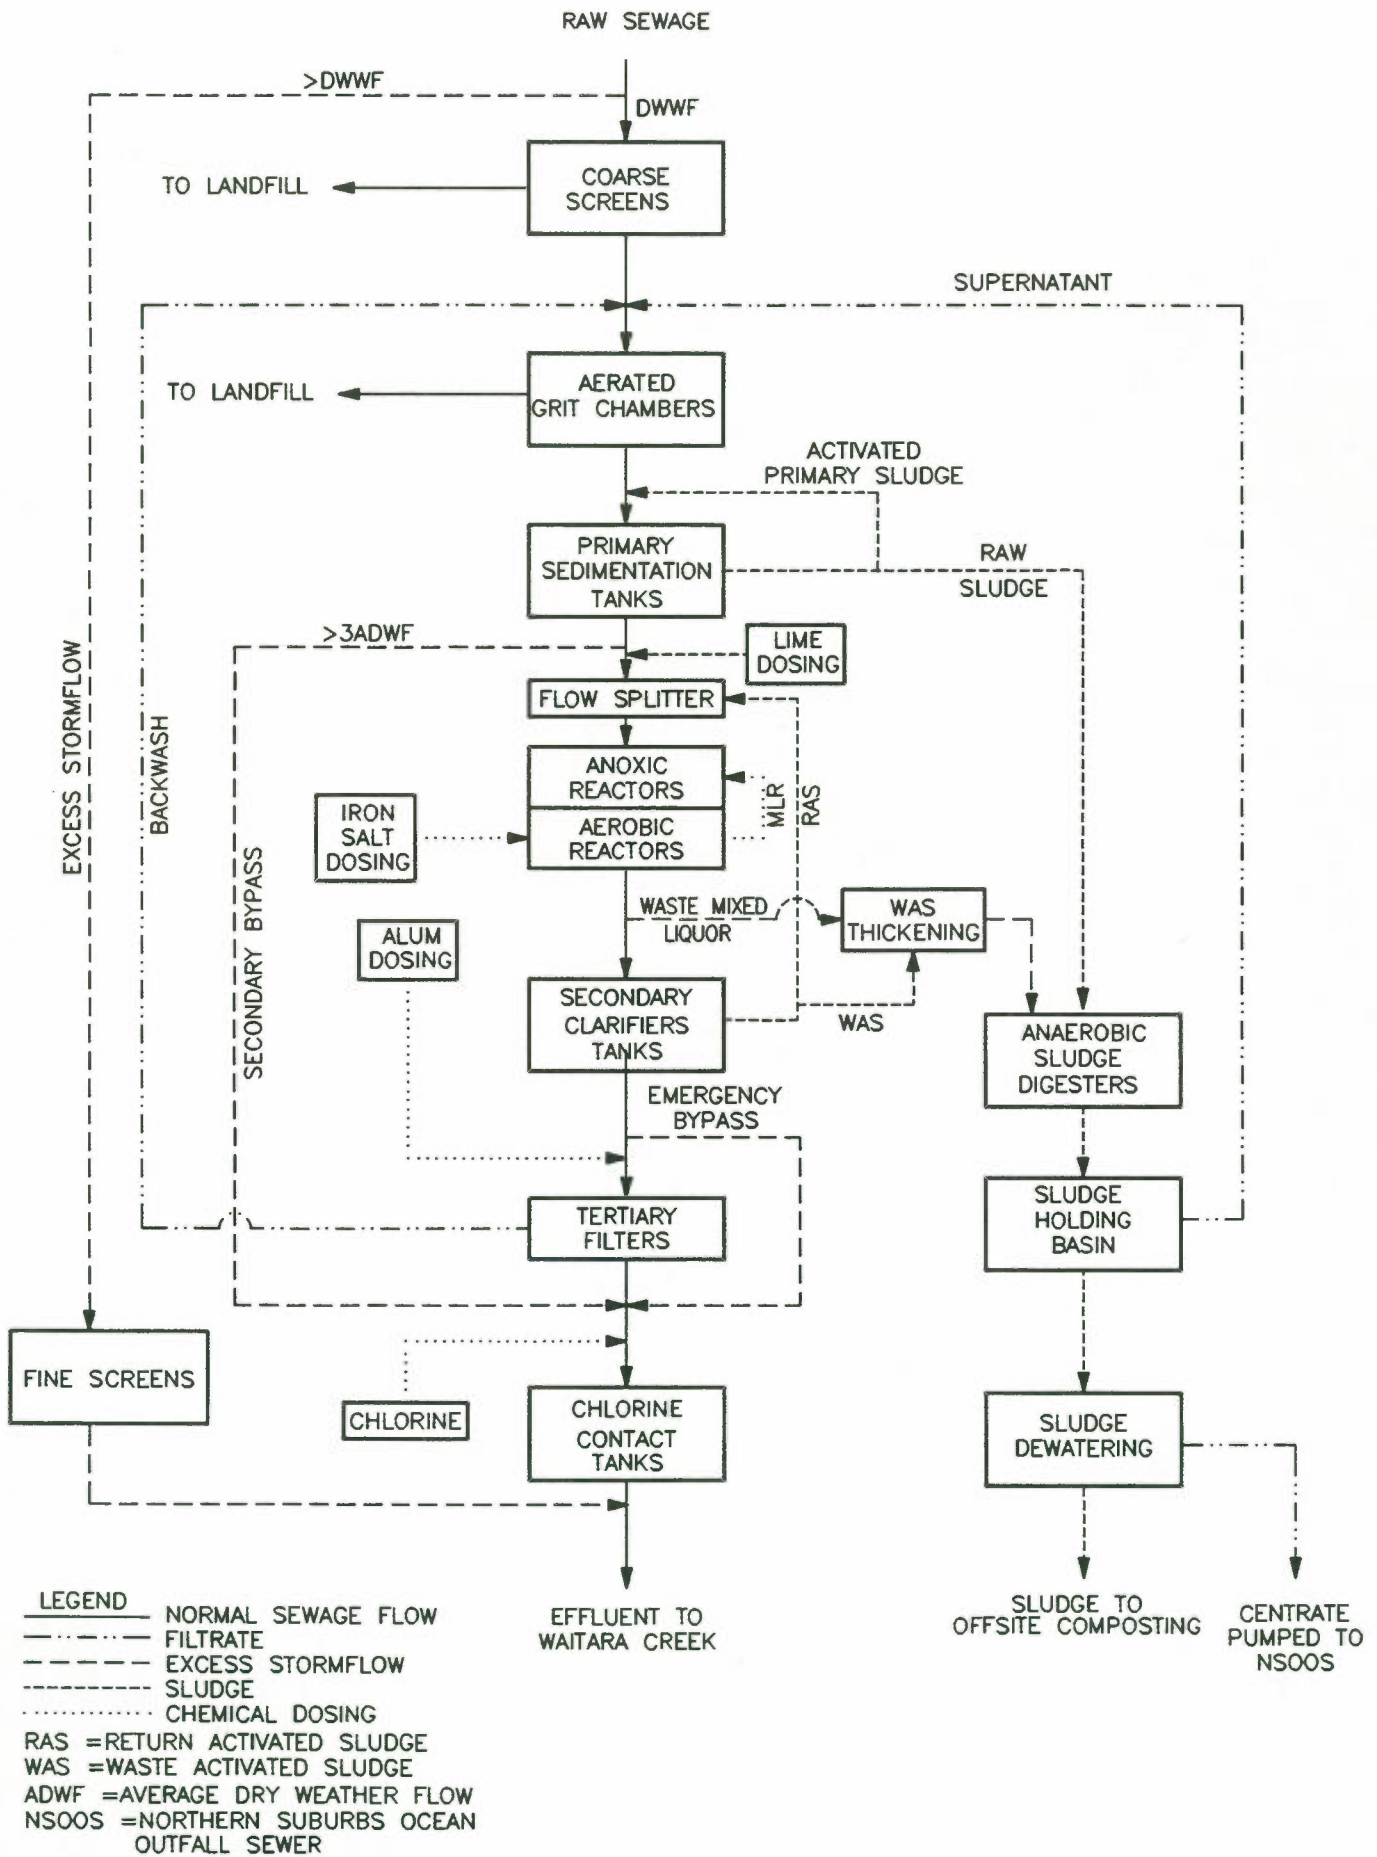 RAW SEWAGE
>DWWF
DWWF
COARSE
SCREENS
TO LANDFILL
SUPERNATANT
AERATED
GRIT CHAMBERS
TO LANDFILL
ACTIVATED
PRIMARY SLUDGE
PRIMARY
SEDIMENTATION
TANKS
RAW
SLUDGE
>3ADWF
LIME
DOSING
FLOW SPLITTER
EXCESS STORMFLOW
BACKWASH
SECONDARY BYPASS
ANOXIC
REACTORS
MLR
RAS
IRON
SALT
DOSING
AEROBIC
REACTORS
WASTE MIXED
LIQUOR
WAS
THICKENING
ALUM
DOSING
SECONDARY
CLARIFIERS
TANKS
WAS
ANAEROBIC
SLUDGE
DIGESTERS
EMERGENCY
BYPASS
TERTIARY
FILTERS
SLUDGE
HOLDING
BASIN
FINE SCREENS
CHLORINE
CHLORINE
CONTACT
TANKS
SLUDGE
DEWATERING
EFFLUENT TO
WAITARA CREEK
SLUDGE TO
OFFSITE COMPOSTING
CENTRATE
PUMPED TO
NSOOS
LEGEND
NORMAL SEWAGE FLOW
FILTRATE
EXCESS STORMFLOW
SLUDGE
CHEMICAL DOSING
RAS =RETURN ACTIVATED SLUDGE
WAS =WASTE ACTIVATED SLUDGE
ADWF =AVERAGE DRY WEATHER FLOW
NSOOS =NORTHERN SUBURBS OCEAN
OUTFALL SEWER